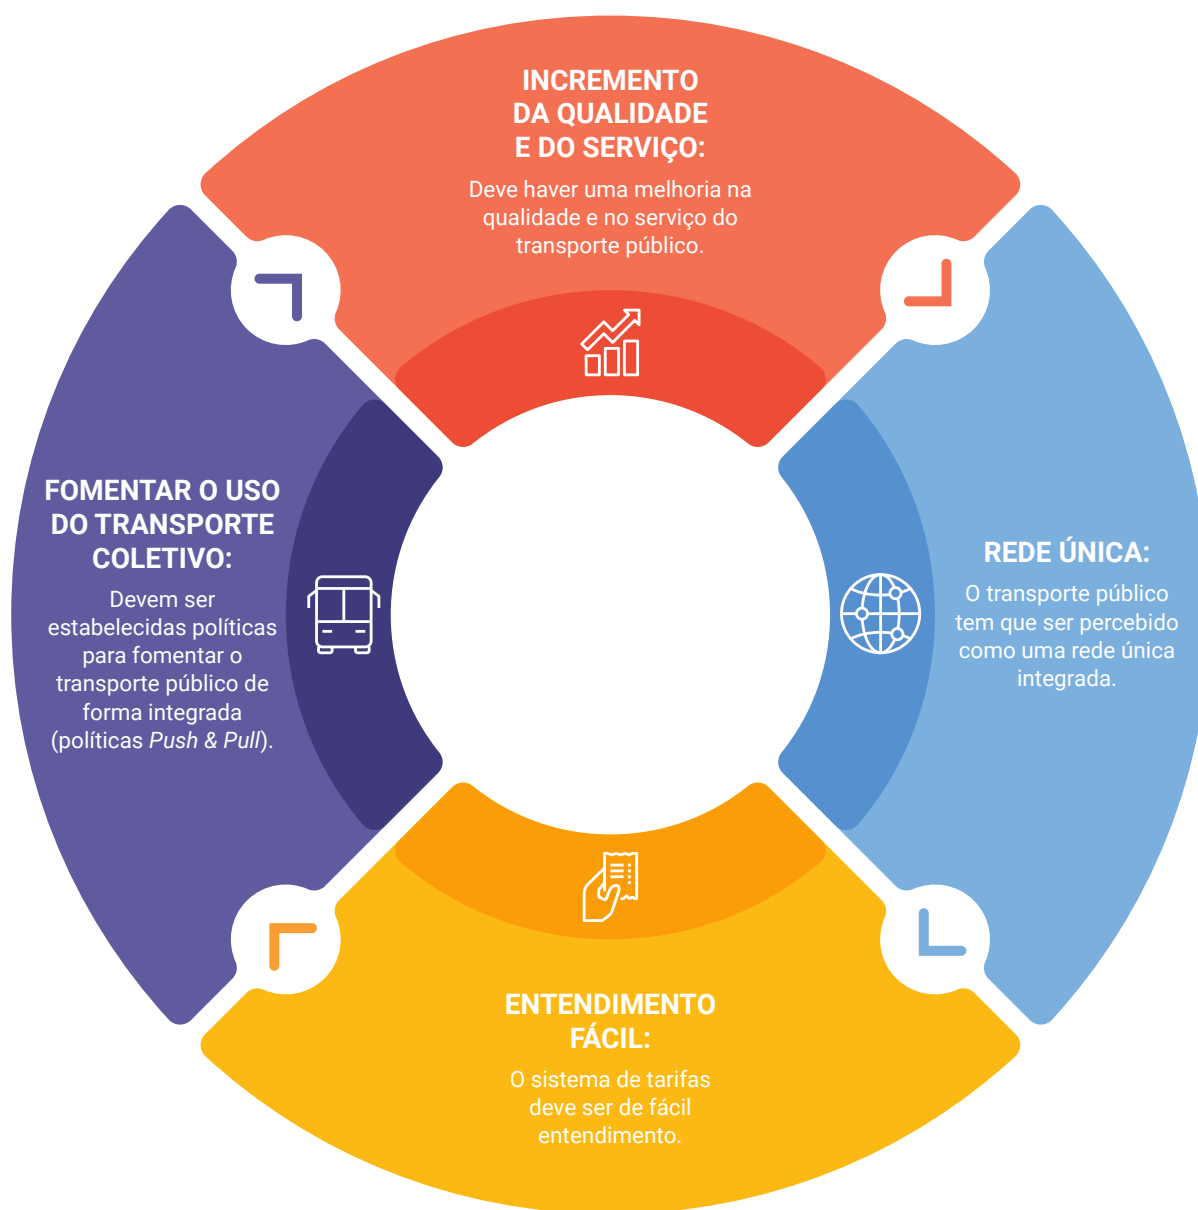 INCREMENTO
DA QUALIDADE
E DO SERVIÇO:
Deve haver uma melhoria na
qualidade e no serviço do
transporte público.
REDE ÚNICA:
O transporte público
tem que ser percebido
como uma rede única
integrada.
ENTENDIMENTO
FÁCIL:
O sistema de tarifas
deve ser de fácil
entendimento.
FOMENTAR O USO
DO TRANSPORTE
COLETIVO:
Devem ser
estabelecidas políticas
para fomentar o
transporte público de
forma integrada
(políticas Push & Pull).